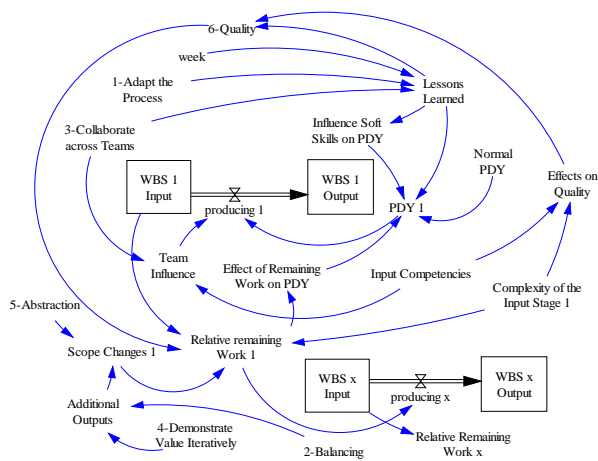 6-Quality
week
1-Adapt the
Process
Lessons
Learned
3-Collaborate
across Teams
Influence Soft
Skills on PDY
Normal
PDY
Effects on
Quality
WBS 1
Input
WBS 1
Output
producing 1
PDY 1
Team
Influence
Effect of Remaining
Work on PDY
Input Competencies
Complexity of the
Input Stage 1
5-Abstraction
Scope Changes 1
Relative remaining
Work 1
WBS x
Input
WBS x
Output
producing x
Additional
Outputs
4-Demonstrate
Value Iteratively
2-Balancing
Relative Remaining
Work x